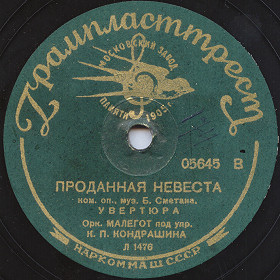 Грампласттрест
МОСКОВСКИЙ ЗАВОД
ПАМЯТИ 1905 г.
05645 В
ПРОДАННАЯ НЕВЕСТА
ком. оп., муз. Б. Сметана.
УВЕРТЮРА
Орк. МАЛЕГОТ под упр.
К. П. КОНДРАШИНА
Л 1476
НАРКОММАШ СССР